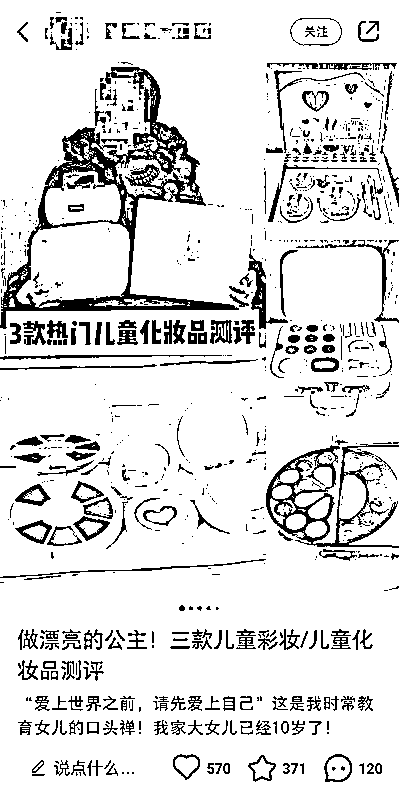 关注
3款热门儿童化妆品测评
做漂亮的公主！三款儿童彩妆/儿童化
妆品测评
“爱上世界之前，请先爱上自己”这是我时常教
育女儿的口头禅！我家大女儿已经10岁了！
说点什么...
570
371
120